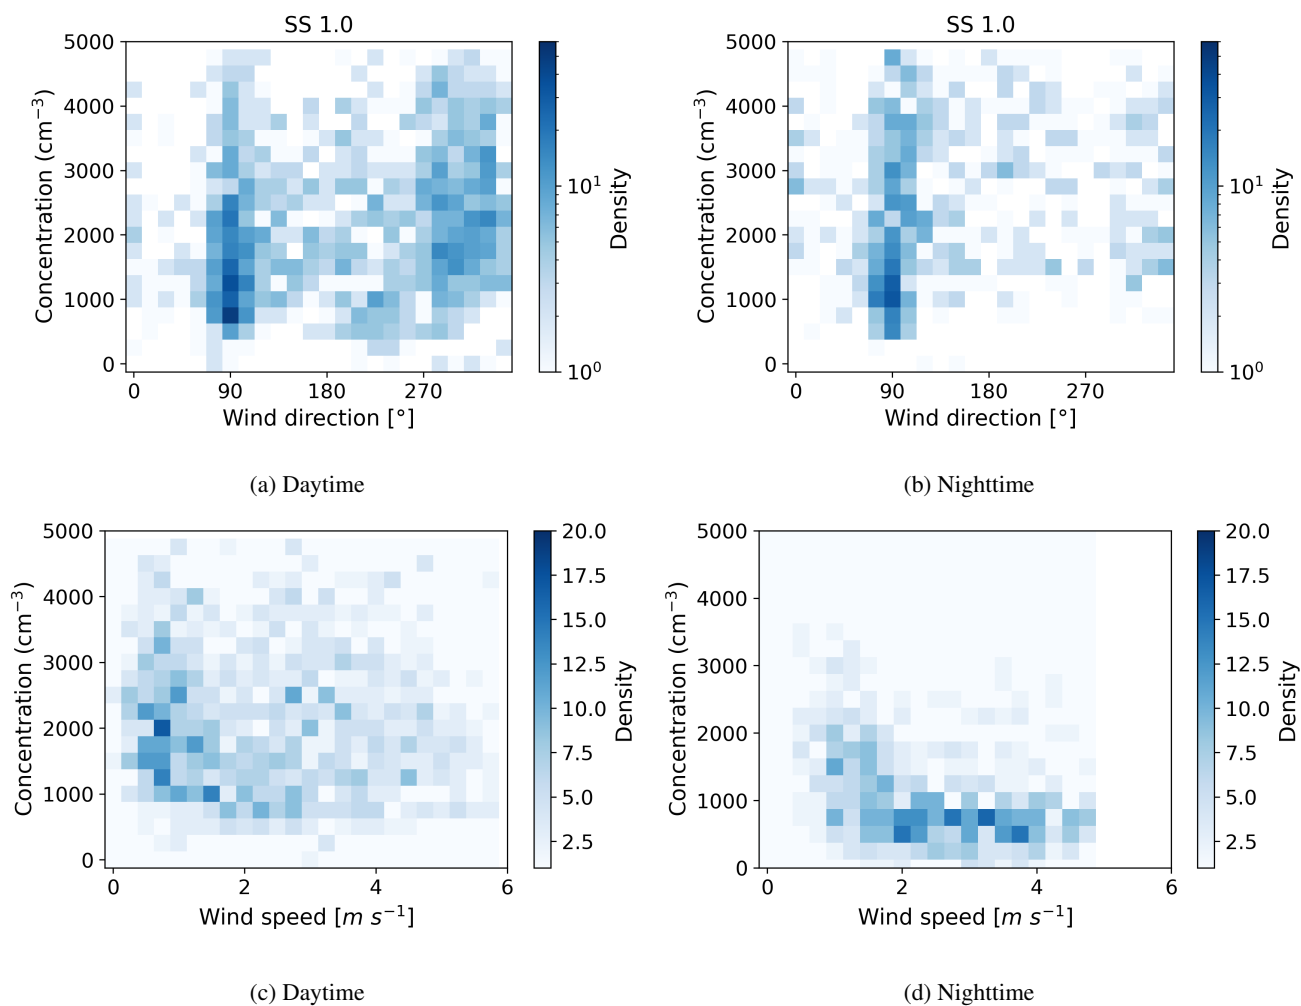 SS 1.0
5000
4000
3000
2000
1000
0
Concentration (cm⁻³)
0 90 180 270
Wind direction [°]
10¹
10⁰
Density
(a) Daytime
SS 1.0
5000
4000
3000
2000
1000
0
Concentration (cm⁻³)
0 90 180 270
Wind direction [°]
10¹
10⁰
Density
(b) Nighttime
5000
4000
3000
2000
1000
0
Concentration (cm⁻³)
0 2 4 6
Wind speed [m s⁻¹]
20.0
17.5
15.0
12.5
10.0
7.5
5.0
2.5
Density
(c) Daytime
5000
4000
3000
2000
1000
0
Concentration (cm⁻³)
0 2 4 6
Wind speed [m s⁻¹]
20.0
17.5
15.0
12.5
10.0
7.5
5.0
2.5
Density
(d) Nighttime